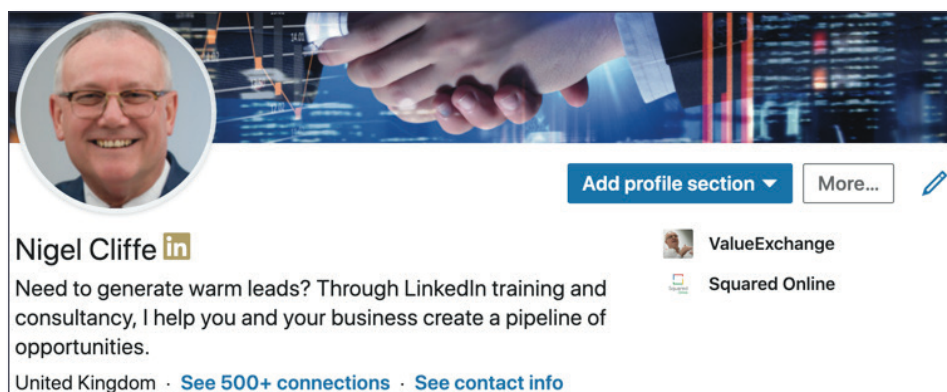 Add profile section
More...
Nigel Cliffe in
ValueExchange
Need to generate warm leads? Through LinkedIn training and
consultancy, I help you and your business create a pipeline of
opportunities.
Squared Online
United Kingdom · See 500+ connections · See contact info